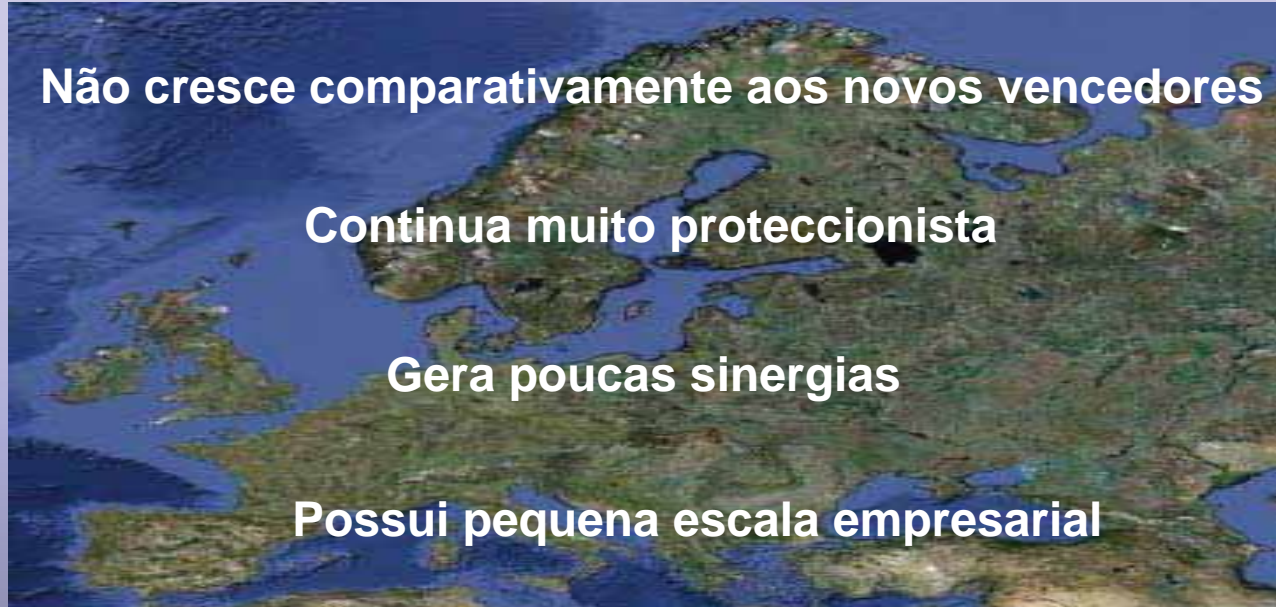 Não cresce comparativamente aos novos vencedores
Continua muito proteccionista
Gera poucas sinergias
Possui pequena escala empresarial